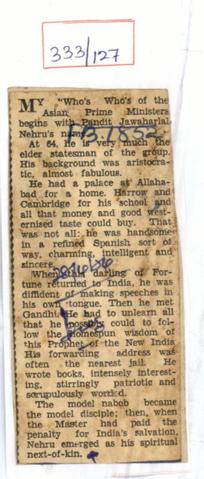 333/127
MY "Who's Who's of the
Asian Prime Ministers
begins with Pandit Jawaharlal
Nehru's name.
FB.1852
At 64, he is very much the
elder statesman of the group.
His background was aristocra-
tic, almost fabulous.
He had a palace at Allaha-
bad for a home. Harrow and
Cambridge for his school,
all that money and good west-
ernised taste could buy. That
was not all: he was handsome
in a refined Spanish sort of
way, charming, intelligent and
sincere.
When the darling of For-
tune returned to India, he was
diffident of making speeches in
his own tongue. Then he met
Gandhi. He had to unlearn all
that he posses could to fol-
low the homespun wisdom of
this Prophet of the New India
His forwarding address was
often the nearest jail. He
wrote books, intensely interest-
ing, stirringly patriotic and
scrupulously worded.
The model nabob became
the model disciple; then, when
the Master had paid the
penalty for India's salvation,
Nehru emerged as his spiritual
next-of-kin.